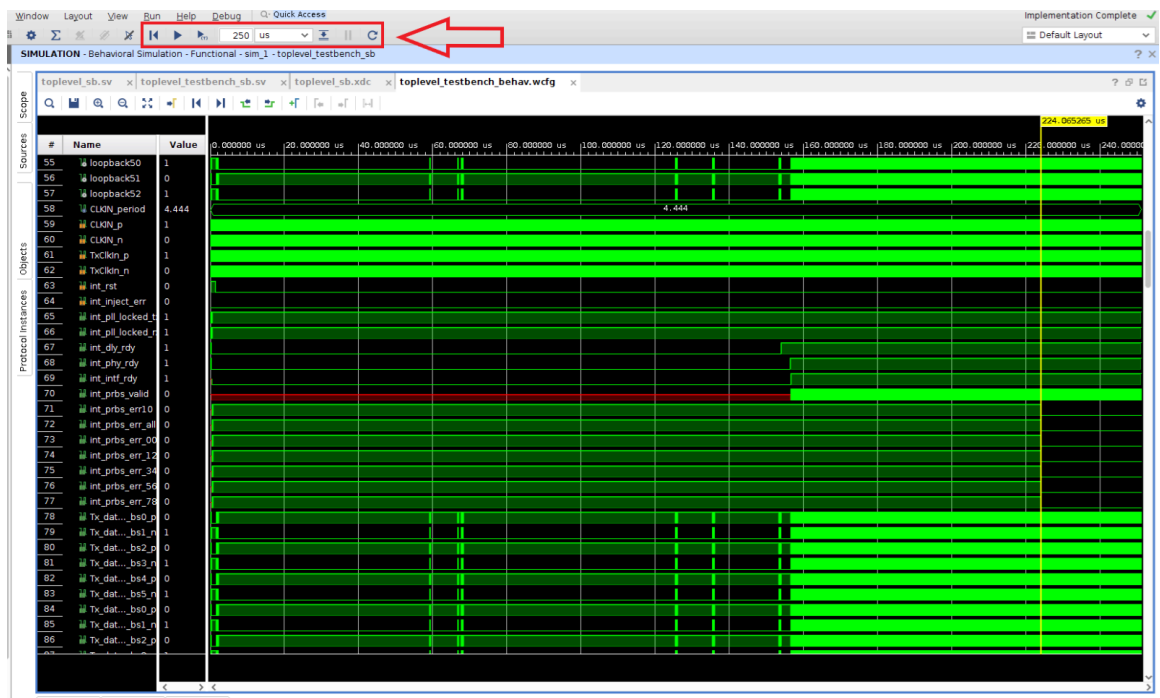 Window Layout View Run Help Debug Quick Access Implementation Complete
250 us Default Layout
SIMULATION - Behavioral Simulation - Functional - sim_1 - toplevel_testbench_sb ?
toplevel_sb.sv toplevel_testbench_sb.sv toplevel_sb.xdc toplevel_testbench_behav.wcfg ?
Scope
Sources
Objects
Protocol Instances
224.065265 us
# Name Value 0.000000 us 20.000000 us 40.000000 us 60.000000 us 80.000000 us 100.000000 us 120.000000 us 140.000000 us 160.000000 us 180.000000 us 200.000000 us 220.000000 us 240.0000
55 loopback50 1
56 loopback51 0
57 loopback52 1
58 CLKIN_period 4.444 4.444
59 CLKIN_p 1
60 CLKIN_n 0
61 TxClkIn_p 1
62 TxClkIn_n 0
63 int_rst 0
64 int_inject_err 0
65 int_pll_locked_t 1
66 int_pll_locked_r 1
67 int_dly_rdy 1
68 int_phy_rdy 1
69 int_intf_rdy 1
70 int_prbs_valid 0
71 int_prbs_err10 0
72 int_prbs_err_all 0
73 int_prbs_err_00 0
74 int_prbs_err_12 0
75 int_prbs_err_34 0
76 int_prbs_err_56 0
77 int_prbs_err_78 0
78 Tx_dat..._bs0_p 0
79 Tx_dat..._bs1_n 1
80 Tx_dat..._bs2_p 0
81 Tx_dat..._bs3_n 1
82 Tx_dat..._bs4_p 0
83 Tx_dat..._bs5_n 1
84 Tx_dat..._bs0_p 0
85 Tx_dat..._bs1_n 1
86 Tx_dat..._bs2_p 0